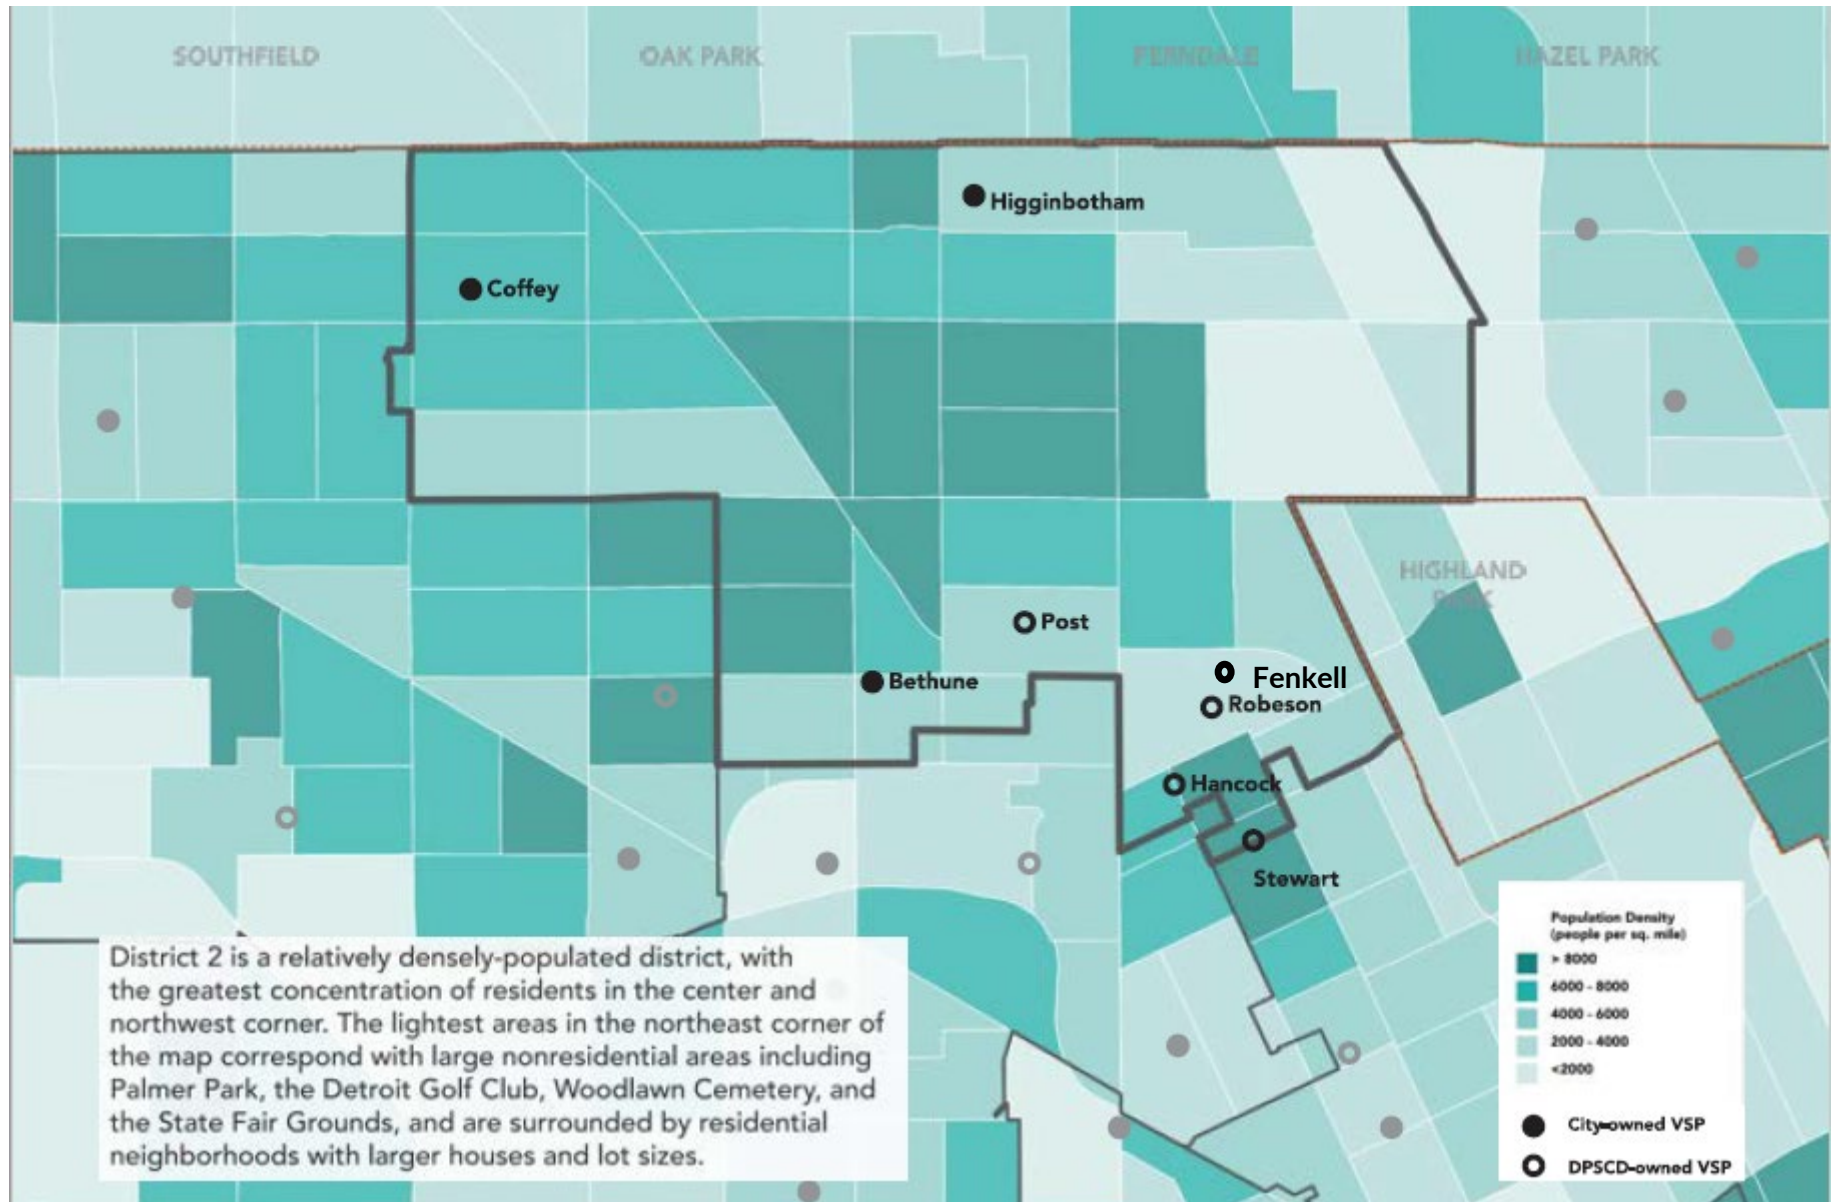 SOUTHFIELD
OAK PARK
FERNDALE
HAZEL PARK
Higginbotham
Coffey
HIGHLAND
PARK
Post
Fenkell
Bethune
Robeson
Hancock
Stewart
Population Density
(people per sq. mile)
> 8000
6000 - 8000
4000 - 6000
2000 - 4000
<2000
City-owned VSP
DPSCD-owned VSP
District 2 is a relatively densely-populated district, with
the greatest concentration of residents in the center and
northwest corner. The lightest areas in the northeast corner of
the map correspond with large nonresidential areas including
Palmer Park, the Detroit Golf Club, Woodlawn Cemetery, and
the State Fair Grounds, and are surrounded by residential
neighborhoods with larger houses and lot sizes.